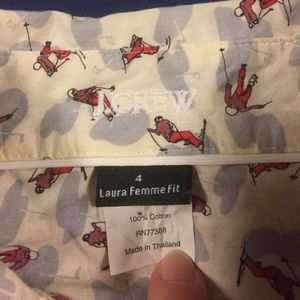 J.CREW
4
Laura Femme Fit
100% Cotton
RN77388
Made in Thailand